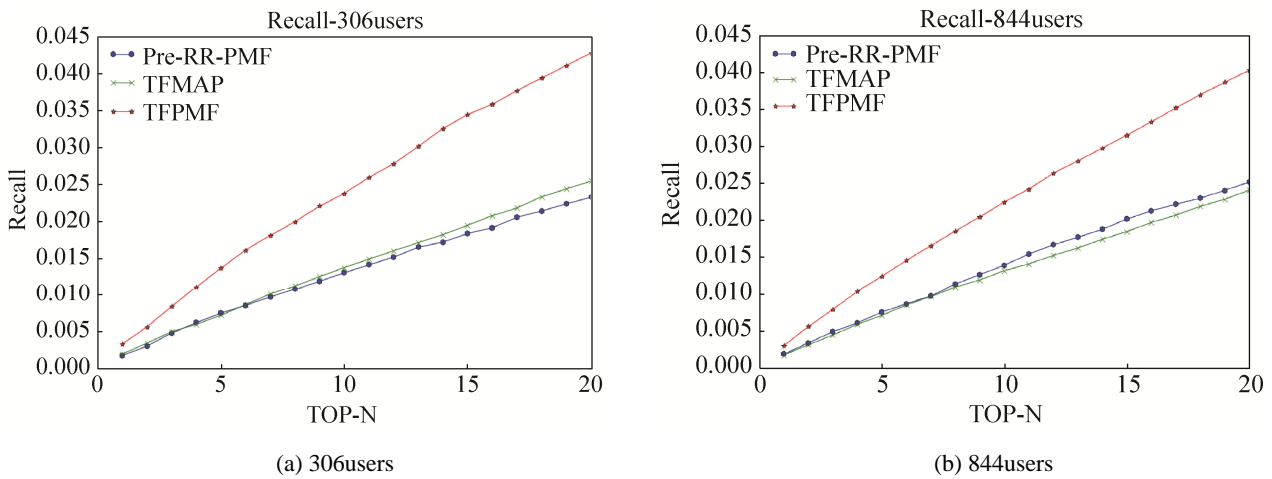 Recall-306users
0.045
0.040
0.035
0.030
0.025
0.020
0.015
0.010
0.005
0.000
Recall
Pre-RR-PMF
TFMAP
TFPMF
0 5 10 15 20
TOP-N
(a) 306users
Recall-844users
0.045
0.040
0.035
0.030
0.025
0.020
0.015
0.010
0.005
0.000
Recall
Pre-RR-PMF
TFMAP
TFPMF
0 5 10 15 20
TOP-N
(b) 844users